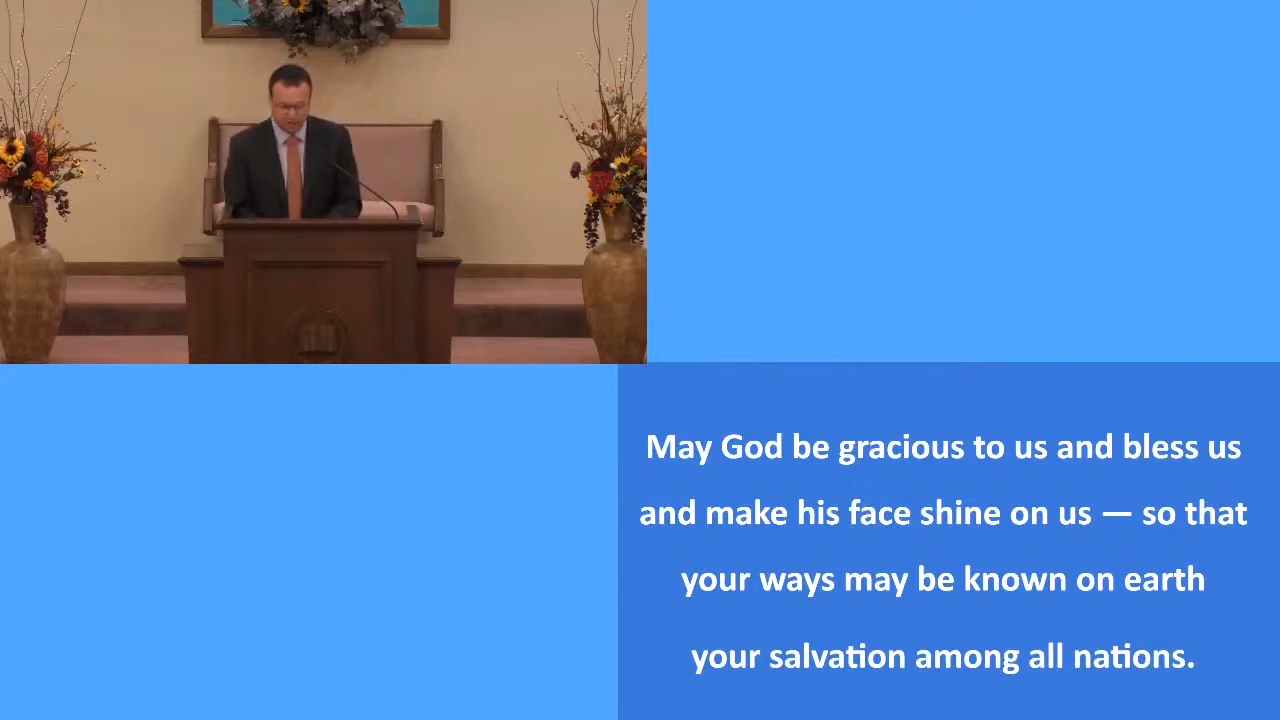 May God be gracious to us and bless us
and make his face shine on us — so that
your ways may be known on earth
your salvation among all nations.